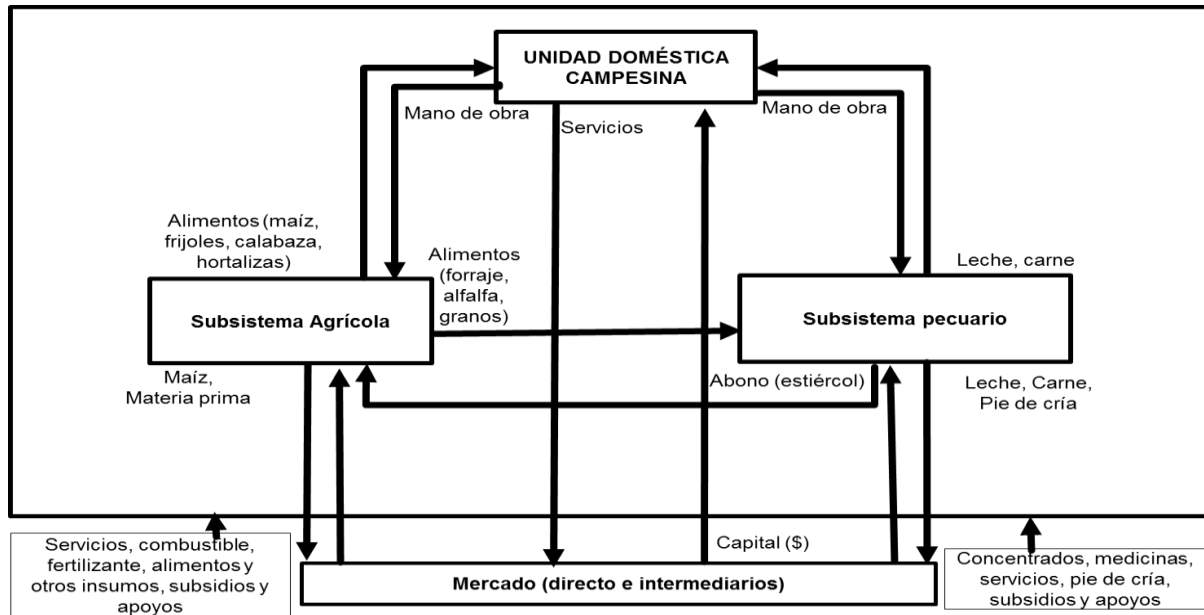 UNIDAD DOMÉSTICA
CAMPESINA
Mano de obra
Servicios
Mano de obra
Alimentos (maíz,
frijoles, calabaza,
hortalizas)
Alimentos
(forraje,
alfalfa,
granos)
Leche, carne
Subsistema Agrícola
Subsistema pecuario
Maíz,
Materia prima
Abono (estiércol)
Leche, Carne,
Pie de cría
Servicios, combustible,
fertilizante, alimentos y
otros insumos, subsidios y
apoyos
Capital ($)
Mercado (directo e intermediarios)
Concentrados, medicinas,
servicios, pie de cría,
subsidios y apoyos